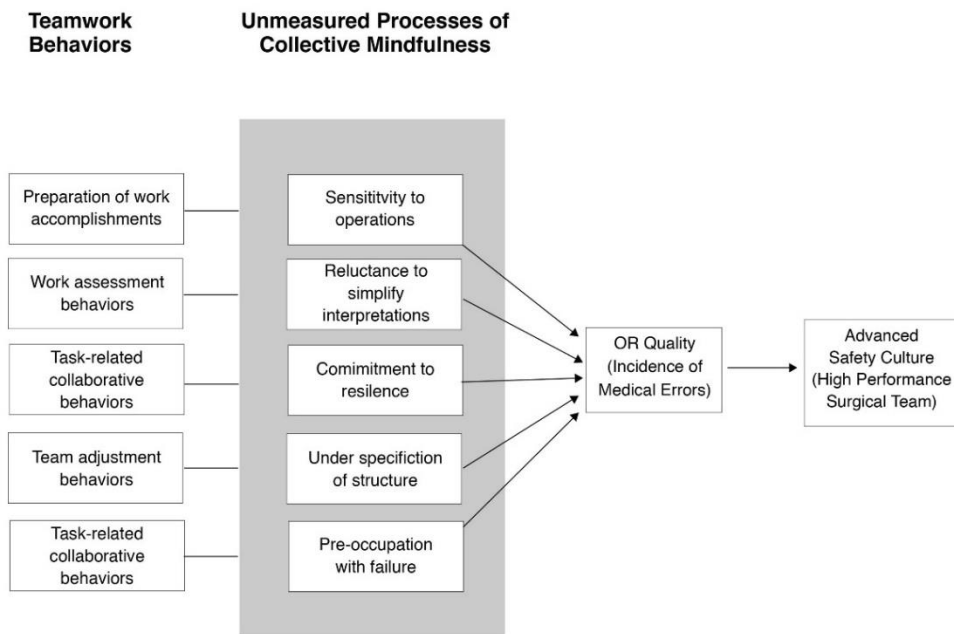 Teamwork
Behaviors
Unmeasured Processes of
Collective Mindfulness
Preparation of work
accomplishments
Sensitivity to
operations
Work assessment
behaviors
Reluctance to
simplify
interpretations
Task-related
collaborative
behaviors
Comimitment to
resilence
Team adjustment
behaviors
Under specifiction
of structure
Task-related
collaborative
behaviors
Pre-occupation
with failure
OR Quality
(Incidence of
Medical Errors)
Advanced
Safety Culture
(High Performance
Surgical Team)